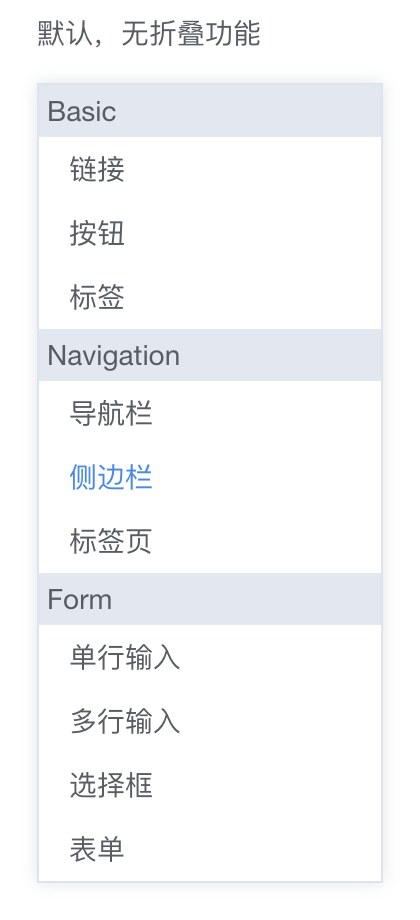 默认，无折叠功能
Basic
链接
按钮
标签
Navigation
导航栏
侧边栏
标签页
Form
单行输入
多行输入
选择框
表单